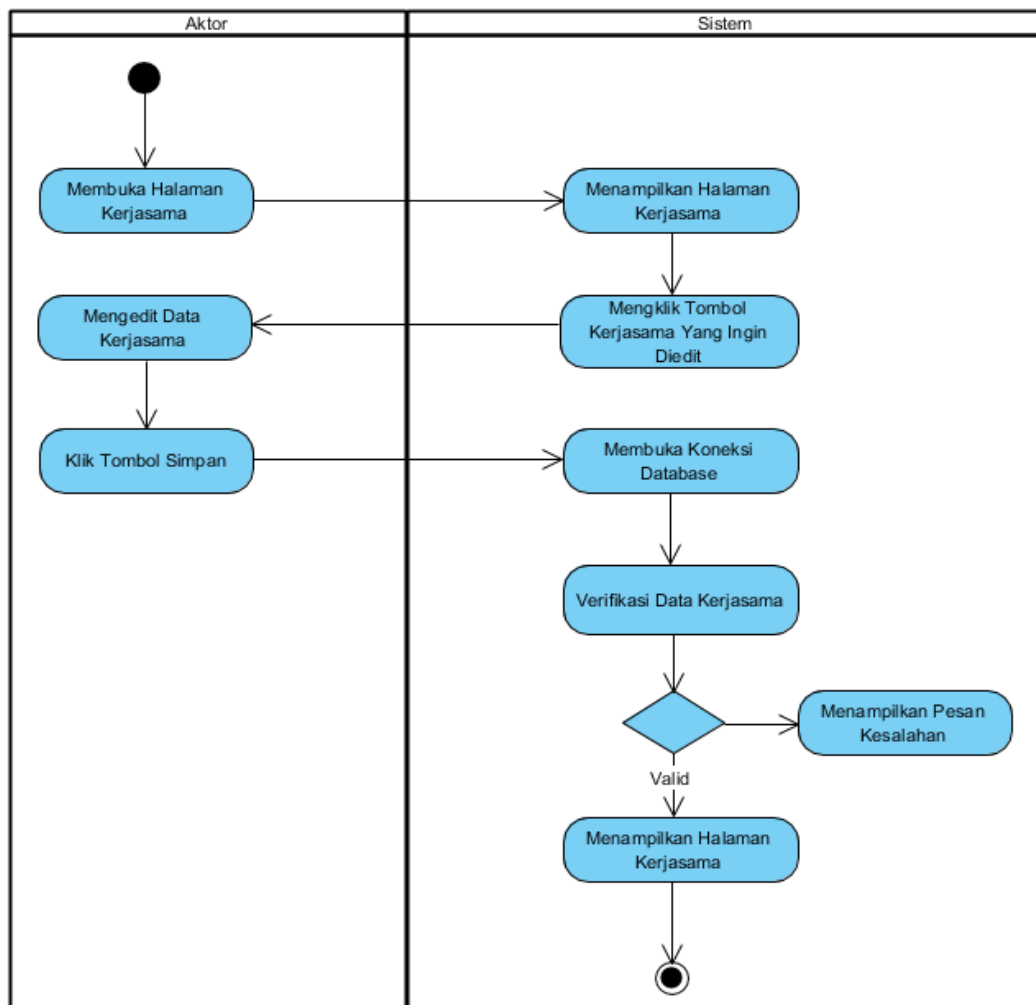 Aktor
Sistem
Membuka Halaman
Kerjasama
Menampilkan Halaman
Kerjasama
Mengedit Data
Kerjasama
Mengklik Tombol
Kerjasama Yang Ingin
Diedit
Klik Tombol Simpan
Membuka Koneksi
Database
Verifikasi Data Kerjasama
Menampilkan Pesan
Kesalahan
Valid
Menampilkan Halaman
Kerjasama